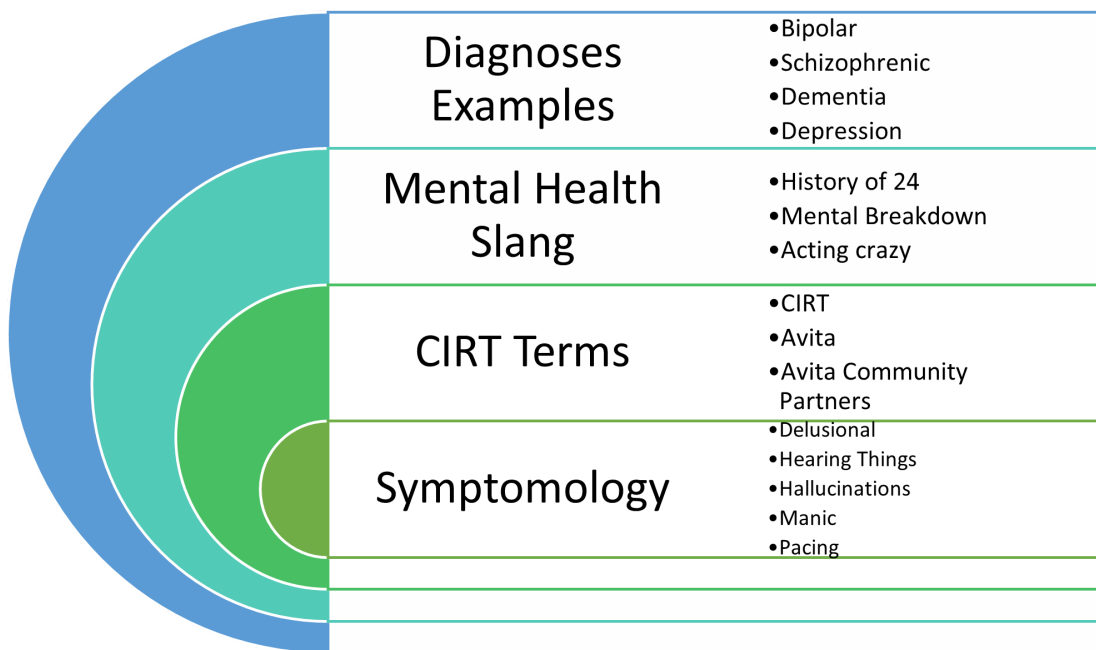 Diagnoses
Examples
•Bipolar
•Schizophrenic
•Dementia
•Depression
Mental Health
Slang
•History of 24
•Mental Breakdown
•Acting crazy
CIRT Terms
•CIRT
•Avita
•Avita Community
Partners
Symptomology
•Delusional
•Hearing Things
•Hallucinations
•Manic
•Pacing